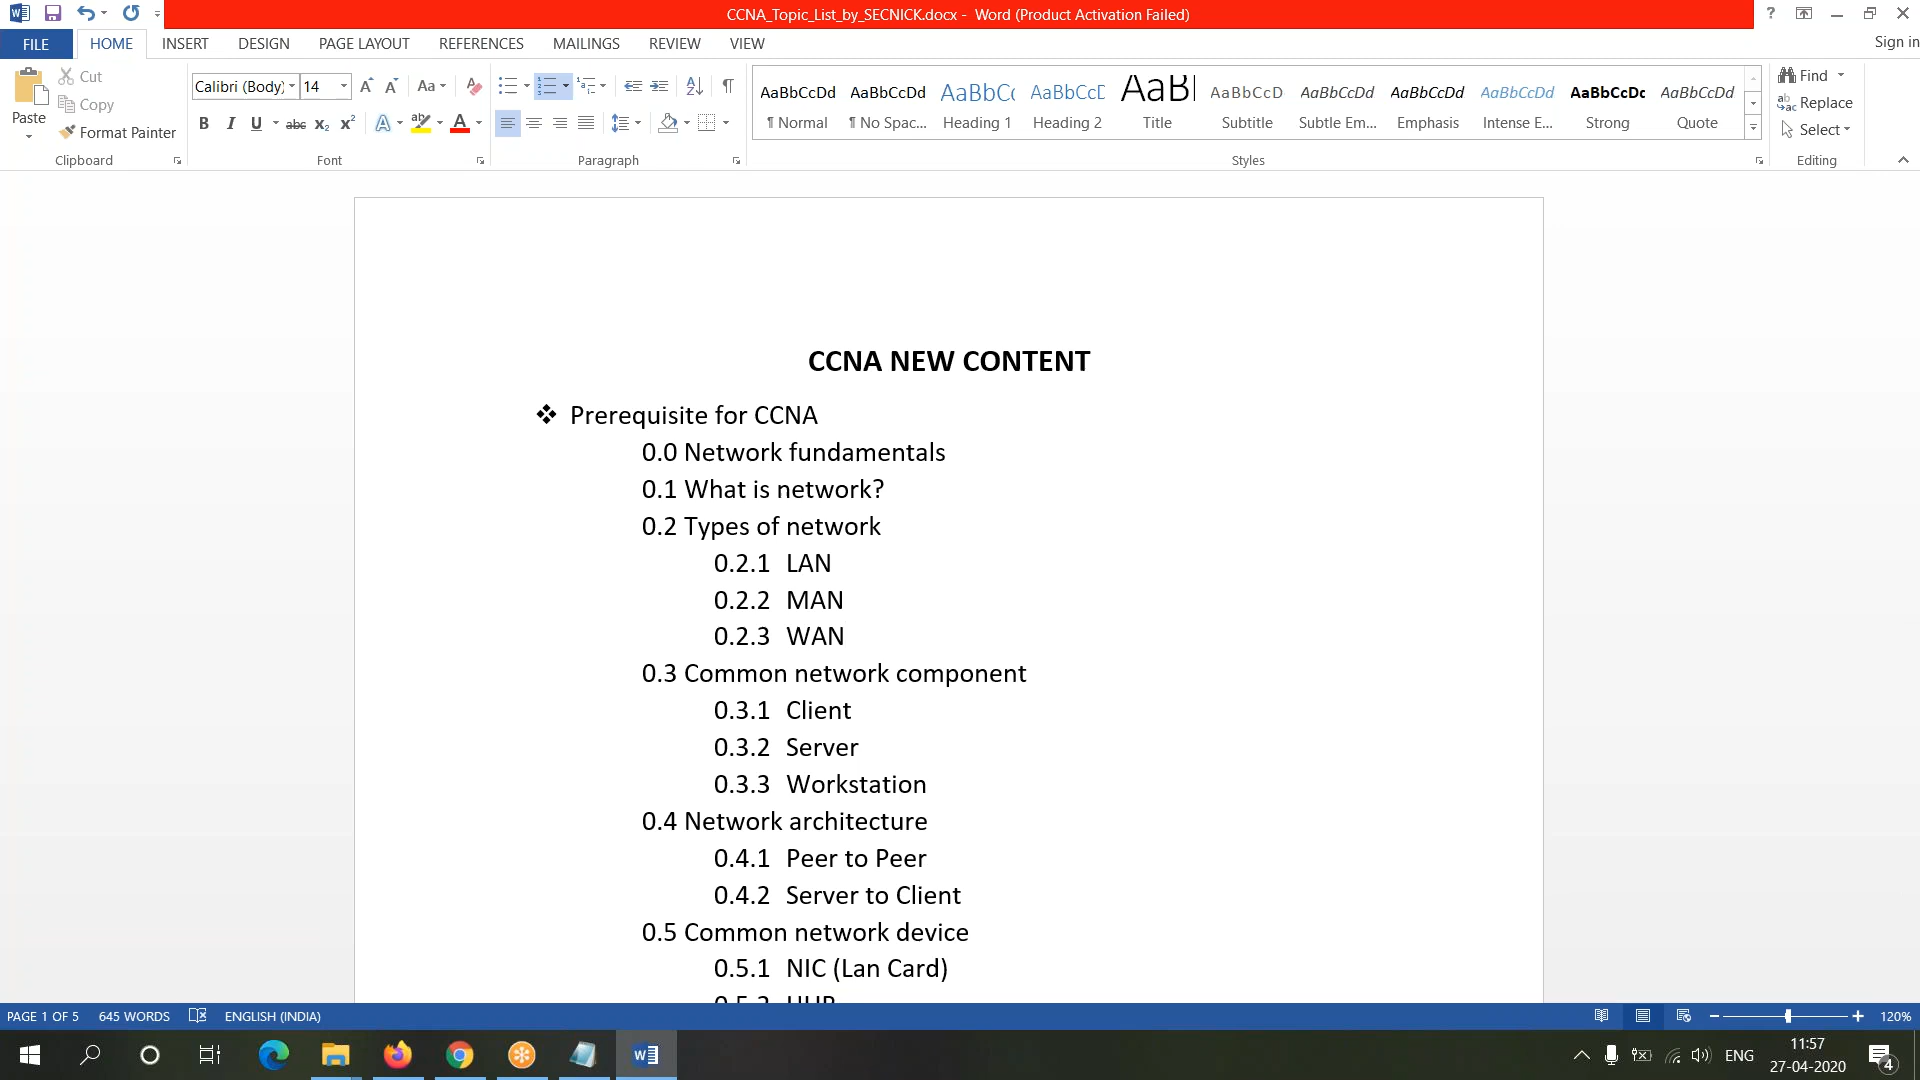 CCNA_Topic_List_by_SECNICK.docx - Word (Product Activation Failed)
FILE HOME INSERT DESIGN PAGE LAYOUT REFERENCES MAILINGS REVIEW VIEW
Sign in
Paste
Cut
Copy
Format Painter
Clipboard
Calibri (Body) 14
Font
Paragraph
AaBbCcDd AaBbCcDd AaBbCc AaBbCcD AaBl AaBbCcD AaBbCcDd AaBbCcDd AaBbCcDd AaBbCcDc AaBbCcDd
¶ Normal ¶ No Spac... Heading 1 Heading 2 Title Subtitle Subtle Em... Emphasis Intense E... Strong Quote
Styles
Find
Replace
Select
Editing
CCNA NEW CONTENT
❖ Prerequisite for CCNA
0.0 Network fundamentals
0.1 What is network?
0.2 Types of network
0.2.1 LAN
0.2.2 MAN
0.2.3 WAN
0.3 Common network component
0.3.1 Client
0.3.2 Server
0.3.3 Workstation
0.4 Network architecture
0.4.1 Peer to Peer
0.4.2 Server to Client
0.5 Common network device
0.5.1 NIC (Lan Card)
0.5.2 HUB
PAGE 1 OF 5 645 WORDS ENGLISH (INDIA)
120%
ENG
11:57
27-04-2020
4